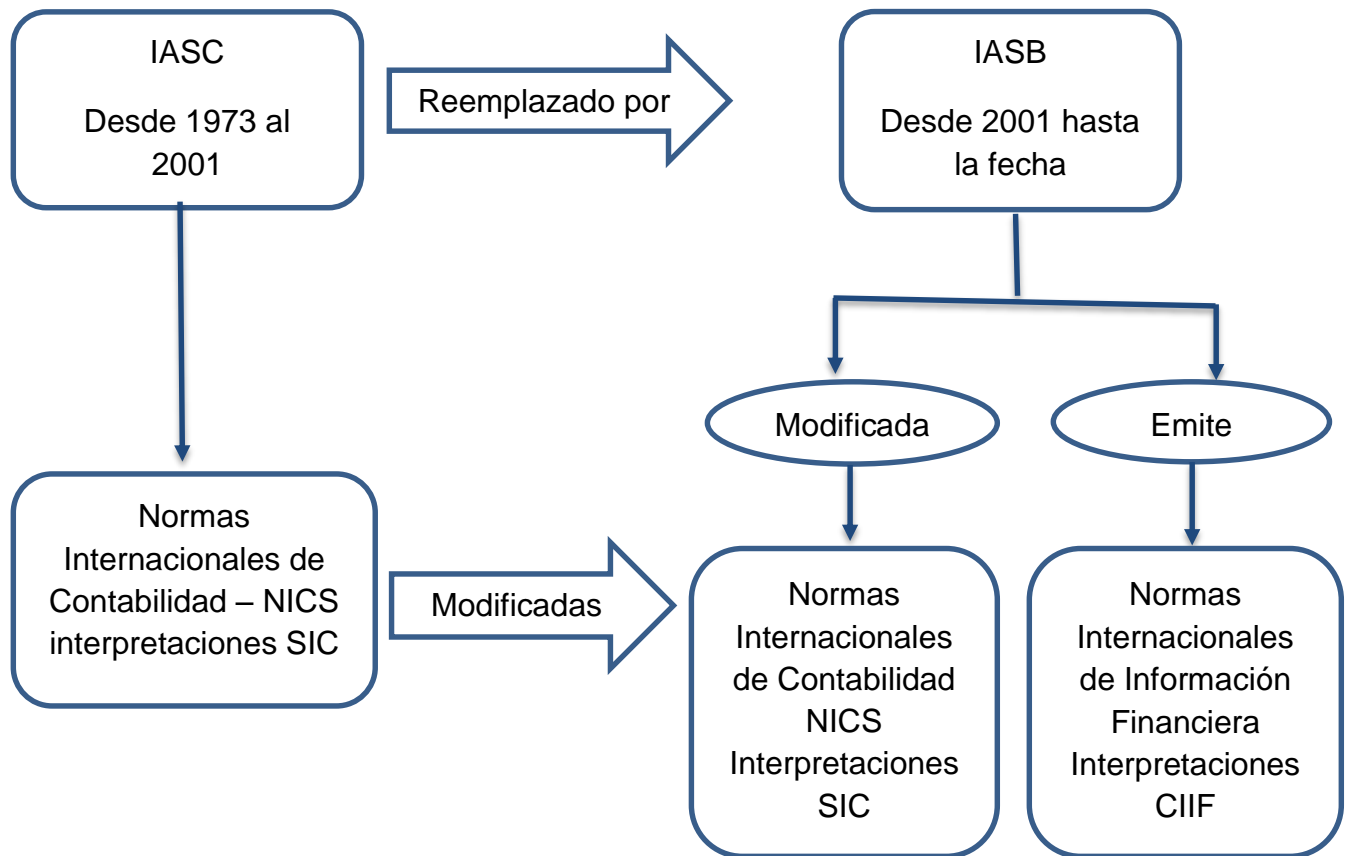 IASC
Desde 1973 al
2001
Reemplazado por
IASB
Desde 2001 hasta
la fecha
Modificada
Emite
Normas
Internacionales de
Contabilidad – NICS
interpretaciones SIC
Modificadas
Normas
Internacionales
de Contabilidad
NICS
Interpretaciones
SIC
Normas
Internacionales
de Información
Financiera
Interpretaciones
CIIF